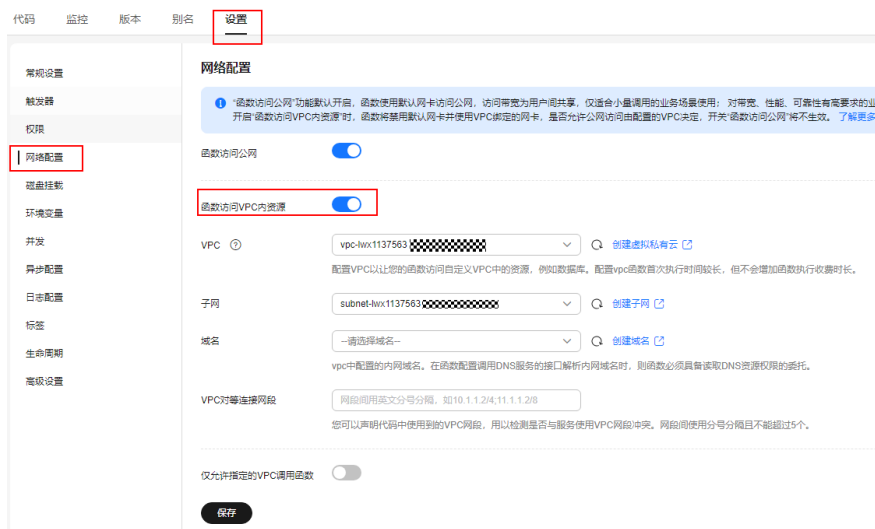 代码 监控 版本 别名 设置
常规设置
触发器
权限
网络配置
磁盘挂载
环境变量
并发
异步配置
日志配置
标签
生命周期
高级设置
网络配置
“函数访问公网”功能默认开启，函数使用默认网卡访问公网，访问带宽为用户间共享，仅适合小量调用的业务场景使用； 对带宽、性能、可靠性有高要求的业
开启“函数访问VPC内资源”时，函数将禁用默认网卡并使用VPC绑定的网卡，是否允许公网访问由配置的VPC决定，开关“函数访问公网”将不生效。 了解更多
函数访问公网
函数访问VPC内资源
VPC ? vpc-lwx1137563 创建虚拟私有云
配置VPC以让您的函数访问自定义VPC中的资源，例如数据库。配置vpc函数首次执行时间较长，但不会增加函数执行收费时长。
子网 subnet-lwx1137563 创建子网
域名 --请选择域名-- 创建域名
vpc中配置的内网域名。在函数配置调用DNS服务的接口解析内网域名时，则函数必须具备读取DNS资源权限的委托。
VPC对等连接网段 网段间用英文分号分隔，如10.1.1.2/4;11.1.1.2/8
您可以声明代码中使用到的VPC网段，用以检测是否与服务使用VPC网段冲突。网段间使用分号分隔且不能超过5个。
仅允许指定的VPC调用函数
保存